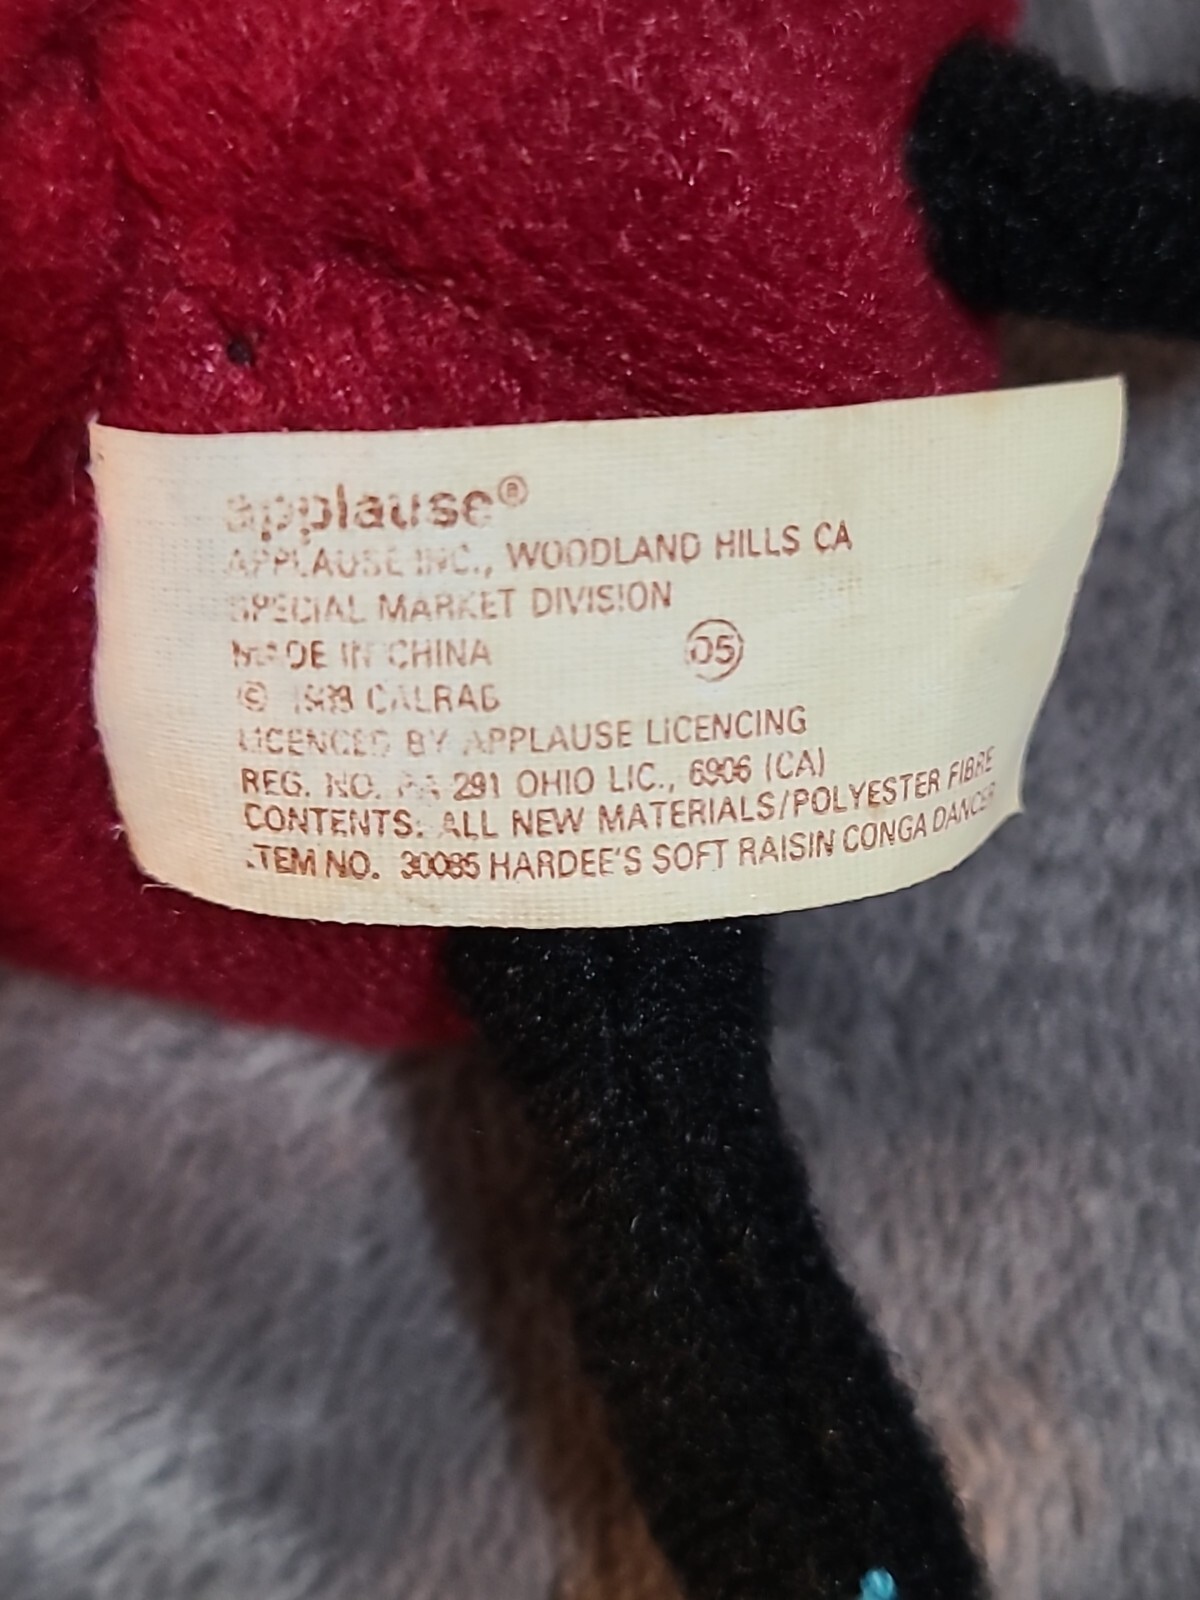 applause®
APPLAUSE INC., WOODLAND HILLS CA
SPECIAL MARKET DIVISION
MADE IN CHINA 05
© CALRAB
LICENCED BY APPLAUSE LICENCING
REG. NO. PA 291 OHIO LIC., 6906 (CA)
CONTENTS: ALL NEW MATERIALS/POLYESTER FIBRE
ITEM NO. 30085 HARDEE'S SOFT RAISIN CONGA DANCER